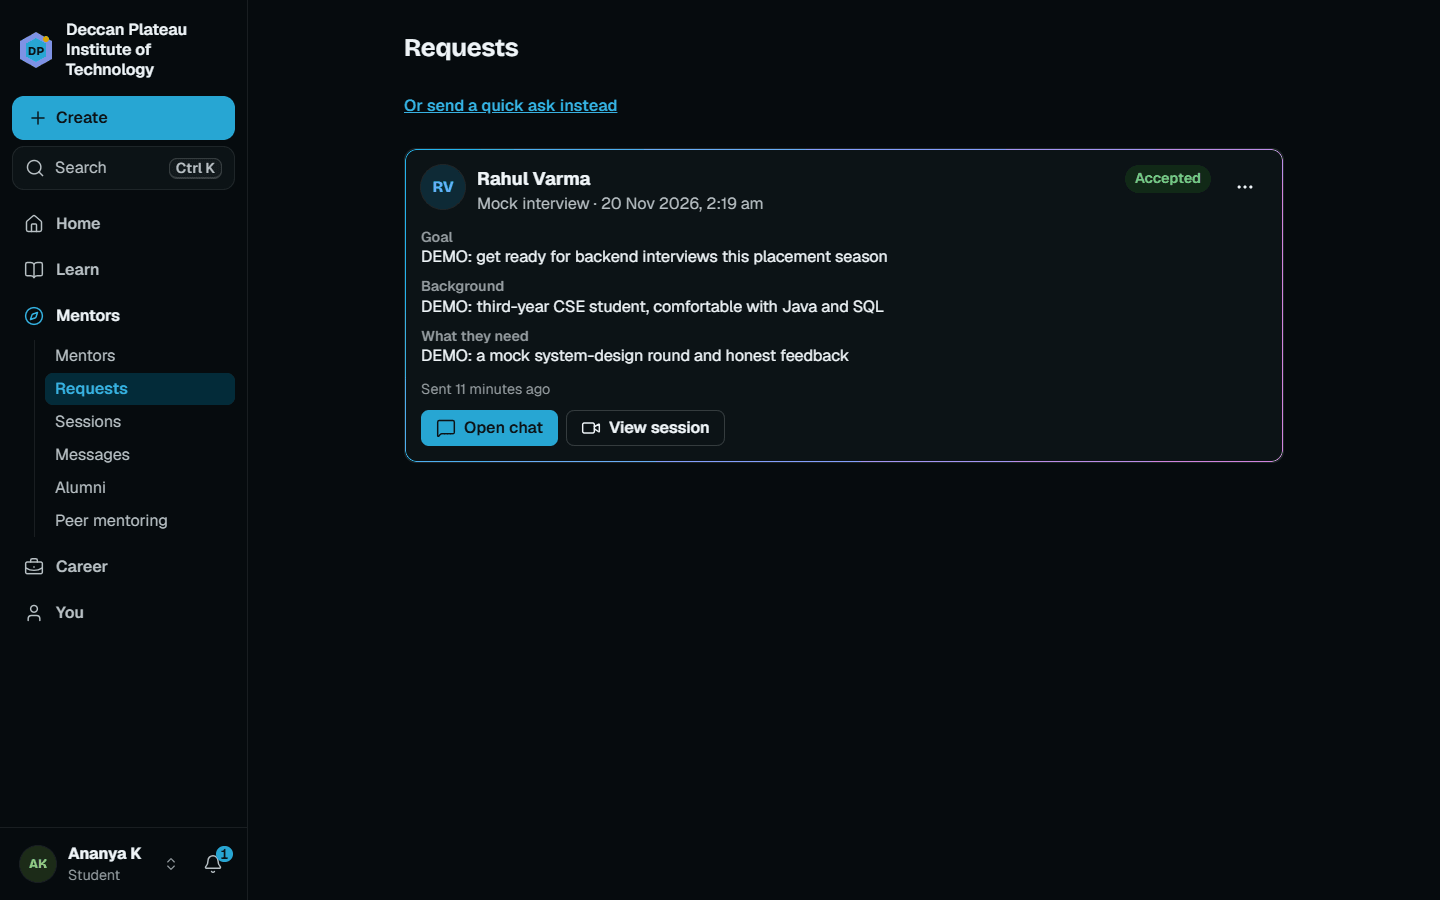 Deccan Plateau
Institute of
Technology
DP
Create
Search
Ctrl K
Home
Learn
Mentors
Mentors
Requests
Sessions
Messages
Alumni
Peer mentoring
Career
You
AK
Ananya K
Student
1
Requests
Or send a quick ask instead
RV
Rahul Varma
Mock interview · 20 Nov 2026, 2:19 am
Accepted
Goal
DEMO: get ready for backend interviews this placement season
Background
DEMO: third-year CSE student, comfortable with Java and SQL
What they need
DEMO: a mock system-design round and honest feedback
Sent 11 minutes ago
Open chat
View session